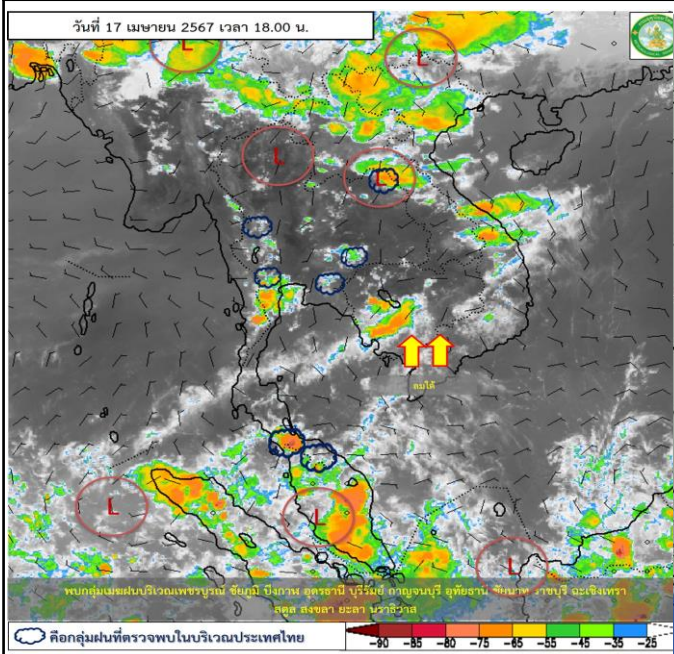 วันที่ 17 เมษายน 2567 เวลา 18.00 น.
L
L
L
L
ลมใต้
L
L
L
พบกลุ่มเมฆฝนบริเวณเพชรบูรณ์ ชัยภูมิ บึงกาฬ อุดรธานี บุรีรัมย์ กาญจนบุรี อุทัยธานี ชัยนาท ราชบุรี ฉะเชิงเทรา
สตูล สงขลา ยะลา นราธิวาส
คือกลุ่มฝนที่ตรวจพบในบริเวณประเทศไทย
-90 -85 -80 -75 -65 -55 -45 -35 -25